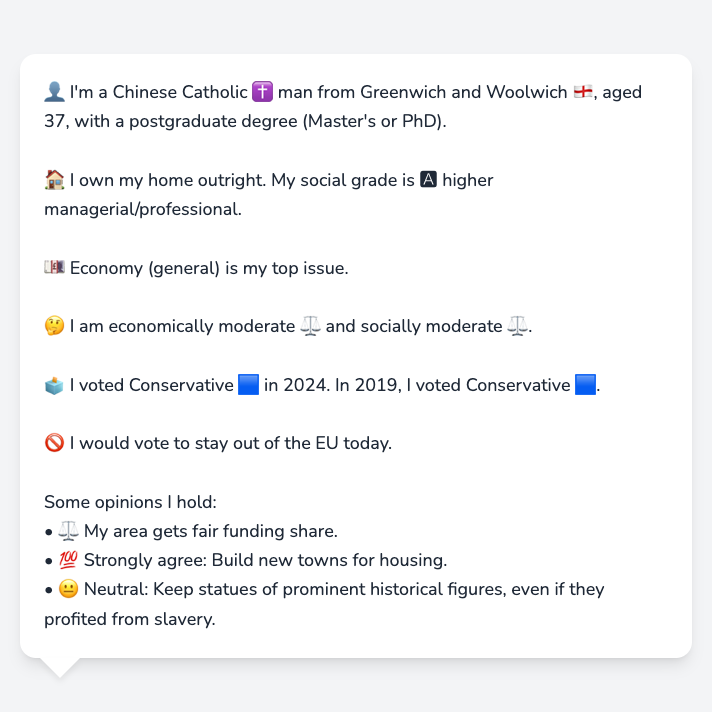 👤 I'm a Chinese Catholic ✝️ man from Greenwich and Woolwich 🏴󠁧󠁢󠁥󠁮󠁧󠁿, aged
37, with a postgraduate degree (Master's or PhD).
🏠 I own my home outright. My social grade is 🅰 higher
managerial/professional.
💷 Economy (general) is my top issue.
🤔 I am economically moderate ⚖️ and socially moderate ⚖️.
🗳️ I voted Conservative 🟦 in 2024. In 2019, I voted Conservative 🟦.
🚫 I would vote to stay out of the EU today.
Some opinions I hold:
• ⚖️ My area gets fair funding share.
• 💯 Strongly agree: Build new towns for housing.
• 😐 Neutral: Keep statues of prominent historical figures, even if they
profited from slavery.